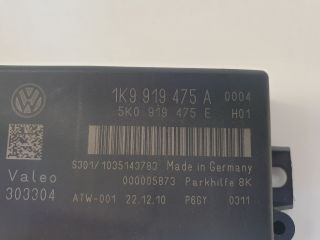 1K9 919 475 A 0004
5K0 919 475 E H01
S301/1035143783 Made in Germany
Valeo 000005873 Parkhilfe 8K
303304 ATW-001 22.12.10 P6GY 0311